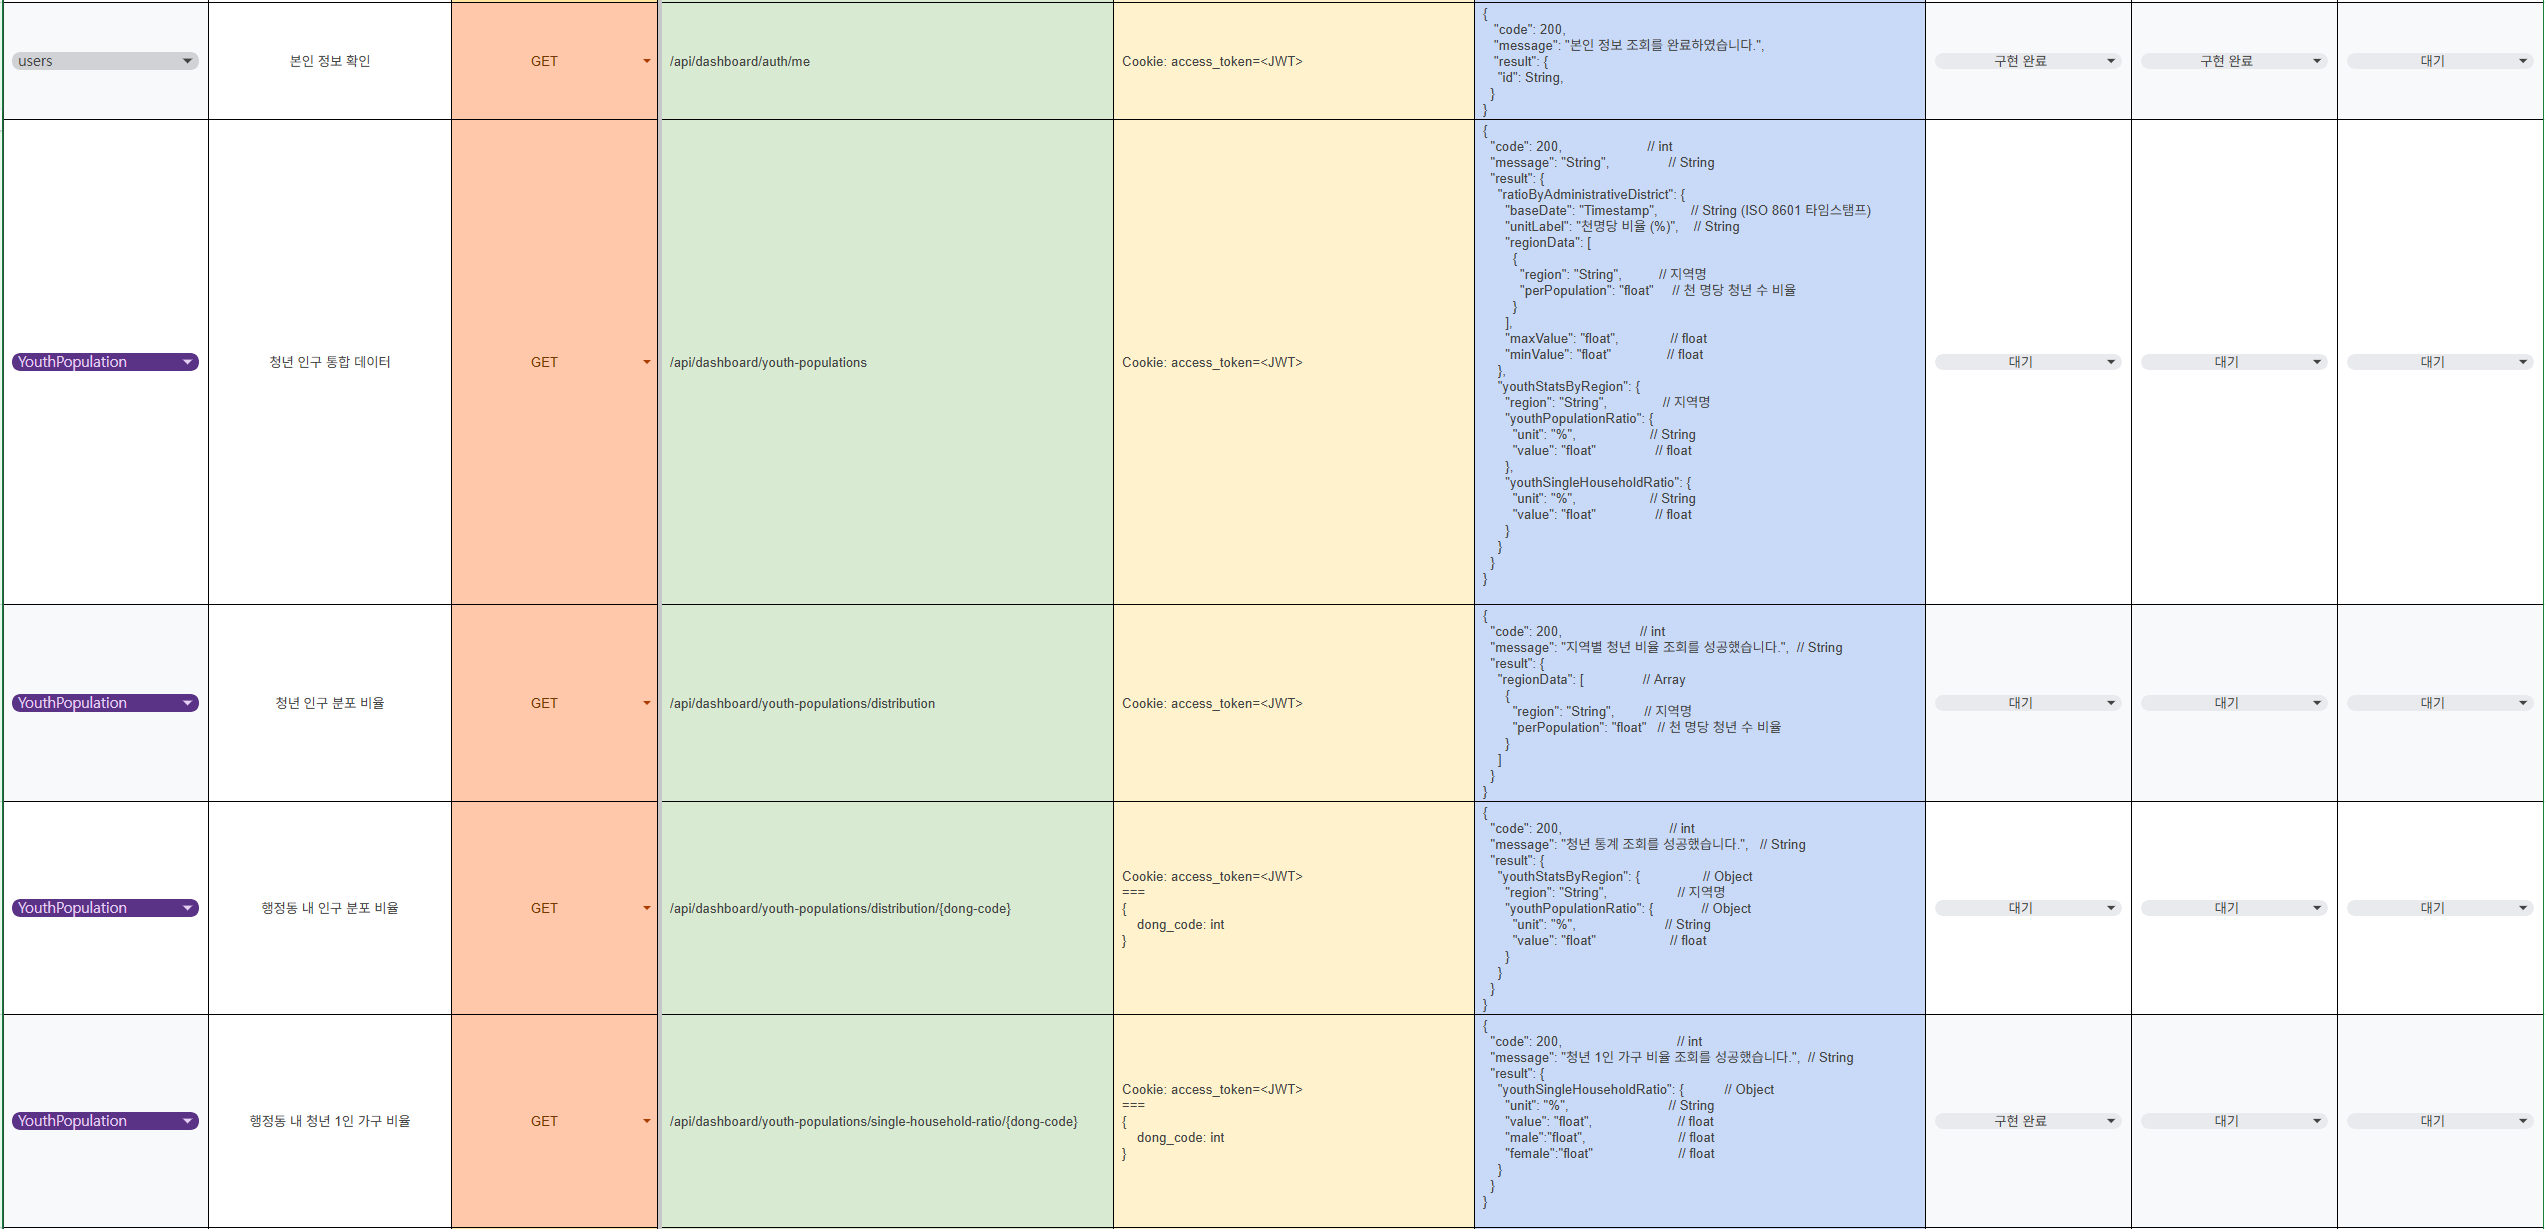 users
본인 정보 확인
GET
/api/dashboard/auth/me
Cookie: access_token=<JWT>
{
"code": 200,
"message": "본인 정보 조회를 완료하였습니다.",
"result": {
"id": String,
}
}
구현 완료
구현 완료
대기
YouthPopulation
청년 인구 통합 데이터
GET
/api/dashboard/youth-populations
Cookie: access_token=<JWT>
{
"code": 200, // int
"message": "String", // String
"result": {
"ratioByAdministrativeDistrict": {
"baseDate": "Timestamp", // String (ISO 8601 타임스탬프)
"unitLabel": "천명당 비율 (%)", // String
"regionData": [
{
"region": "String", // 지역명
"perPopulation": "float" // 천 명당 청년 수 비율
}
],
"maxValue": "float", // float
"minValue": "float" // float
},
"youthStatsByRegion": {
"region": "String", // 지역명
"youthPopulationRatio": {
"unit": "%", // String
"value": "float" // float
},
"youthSingleHouseholdRatio": {
"unit": "%", // String
"value": "float" // float
}
}
}
}
대기
대기
대기
YouthPopulation
청년 인구 분포 비율
GET
/api/dashboard/youth-populations/distribution
Cookie: access_token=<JWT>
{
"code": 200, // int
"message": "지역별 청년 비율 조회를 성공했습니다.", // String
"result": {
"regionData": [ // Array
{
"region": "String", // 지역명
"perPopulation": "float" // 천 명당 청년 수 비율
}
]
}
}
대기
대기
대기
YouthPopulation
행정동 내 인구 분포 비율
GET
/api/dashboard/youth-populations/distribution/{dong-code}
Cookie: access_token=<JWT>
===
{
dong_code: int
}
{
"code": 200, // int
"message": "청년 통계 조회를 성공했습니다.", // String
"result": {
"youthStatsByRegion": { // Object
"region": "String", // 지역명
"youthPopulationRatio": { // Object
"unit": "%", // String
"value": "float" // float
}
}
}
}
대기
대기
대기
YouthPopulation
행정동 내 청년 1인 가구 비율
GET
/api/dashboard/youth-populations/single-household-ratio/{dong-code}
Cookie: access_token=<JWT>
===
{
dong_code: int
}
{
"code": 200, // int
"message": "청년 1인 가구 비율 조회를 성공했습니다.", // String
"result": {
"youthSingleHouseholdRatio": { // Object
"unit": "%", // String
"value": "float", // float
"male":"float", // float
"female":"float" // float
}
}
}
구현 완료
대기
대기